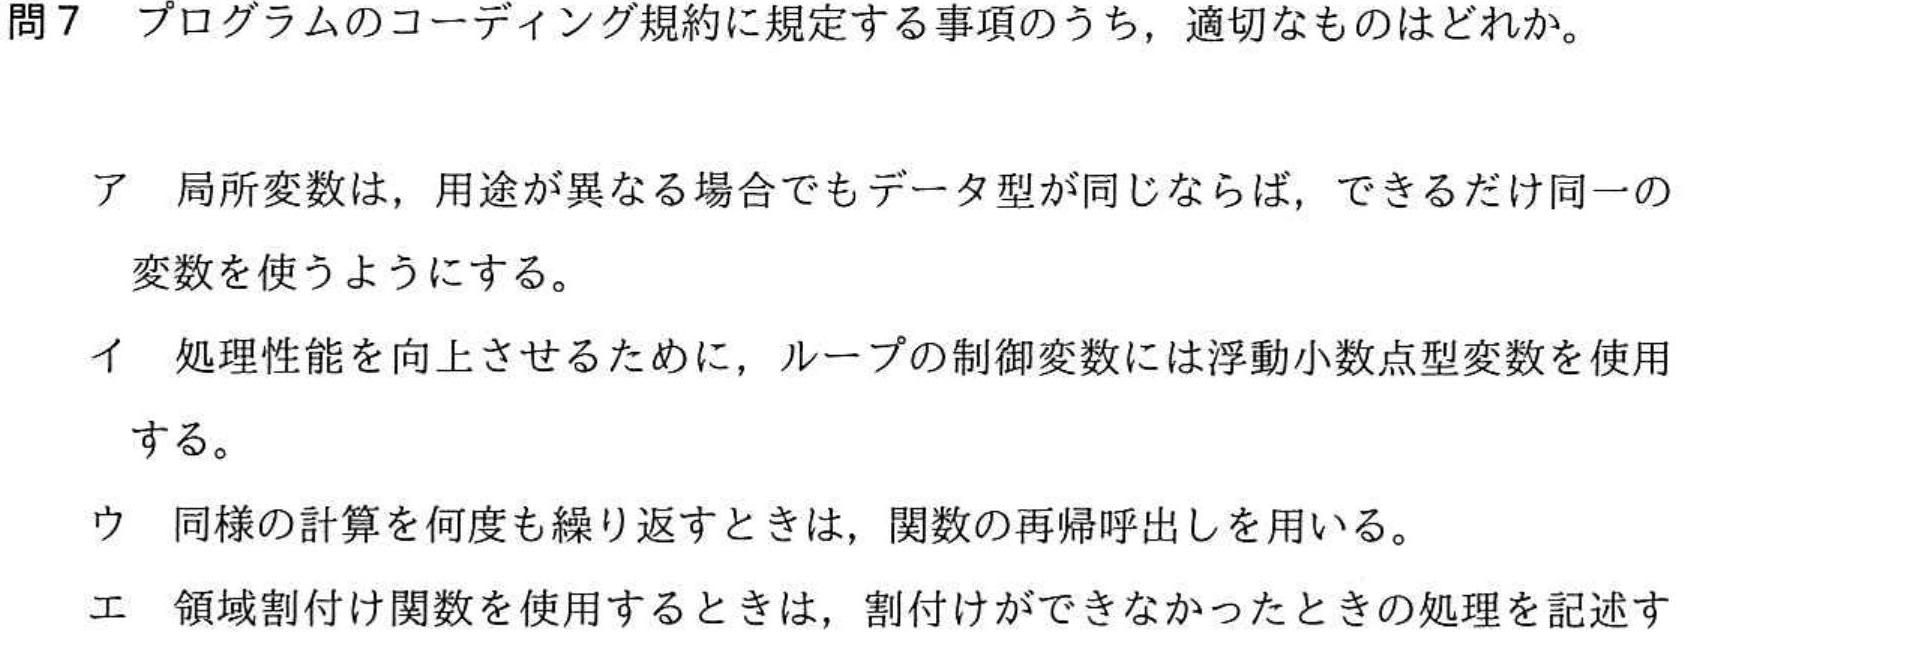 問7 プログラムのコーディング規約に規定する事項のうち，適切なものはどれか。
ア 局所変数は，用途が異なる場合でもデータ型が同じならば，できるだけ同一の
変数を使うようにする。
イ 処理性能を向上させるために，ループの制御変数には浮動小数点型変数を使用
する。
ウ 同様の計算を何度も繰り返すときは，関数の再帰呼出しを用いる。
エ 領域割付け関数を使用するときは，割付けができなかったときの処理を記述す